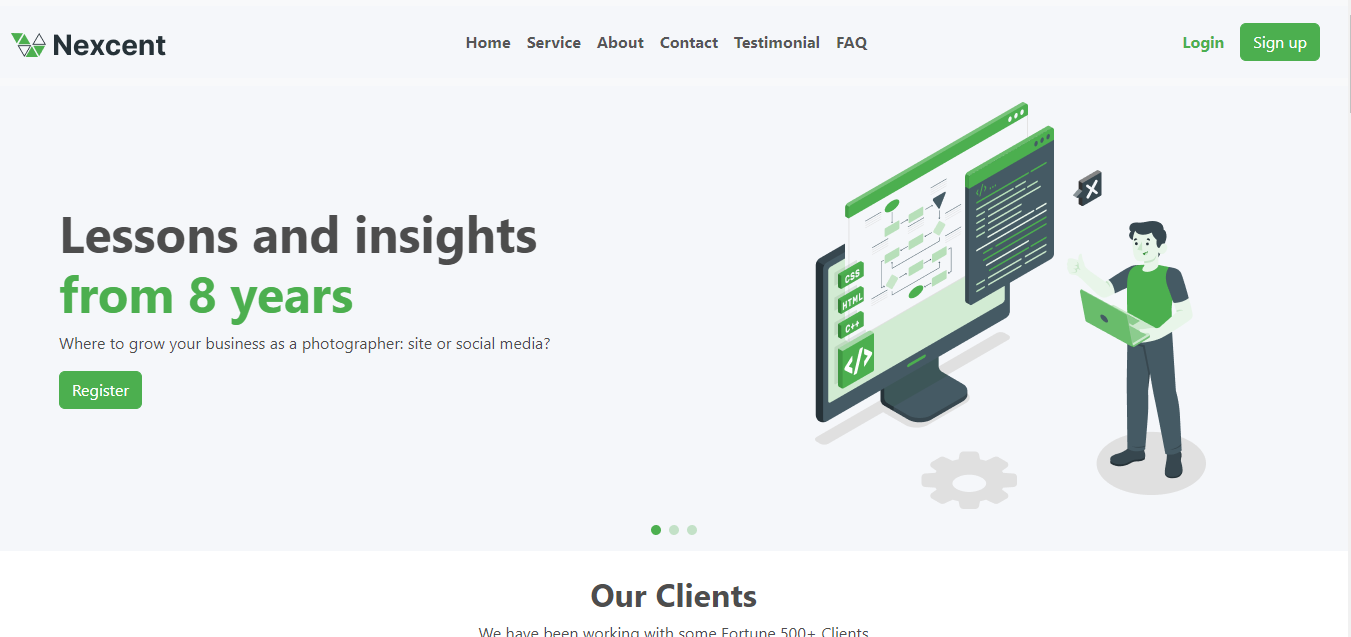 Nexcent
Home Service About Contact Testimonial FAQ
Login Sign up
Lessons and insights
from 8 years
Where to grow your business as a photographer: site or social media?
Register
CSS
HTML
C++
</>
</> ...
Our Clients
We have been working with some Fortune 500+ Clients